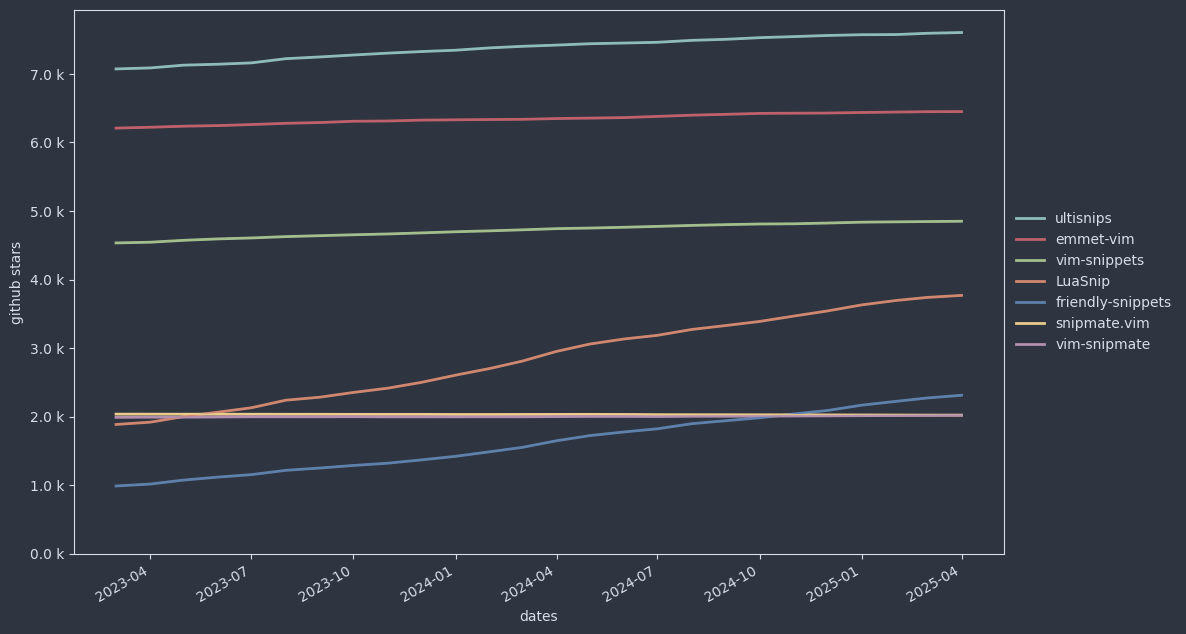 7.0 k
6.0 k
5.0 k
4.0 k
3.0 k
2.0 k
1.0 k
0.0 k
github stars
2023-04
2023-07
2023-10
2024-01
2024-04
2024-07
2024-10
2025-01
2025-04
dates
ultisnips
emmet-vim
vim-snippets
LuaSnip
friendly-snippets
snipmate.vim
vim-snipmate